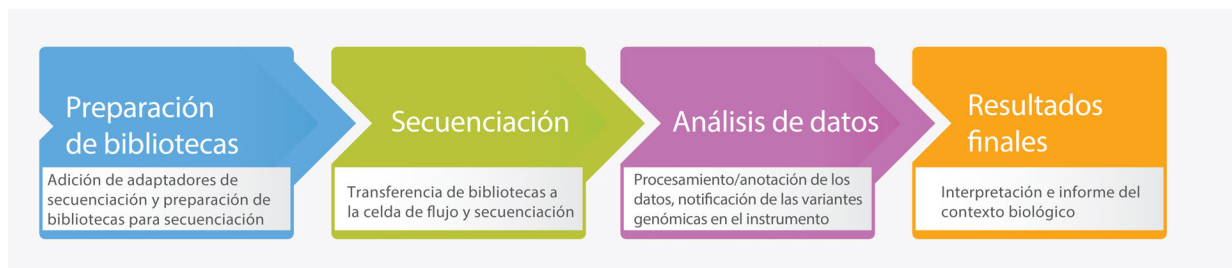 Preparación
de bibliotecas
Adición de adaptadores de
secuenciación y preparación de
bibliotecas para secuenciación
Secuenciación
Transferencia de bibliotecas a
la celda de flujo y secuenciación
Análisis de datos
Procesamiento/anotación de los
datos, notificación de las variantes
genómicas en el instrumento
Resultados
finales
Interpretación e informe del
contexto biológico